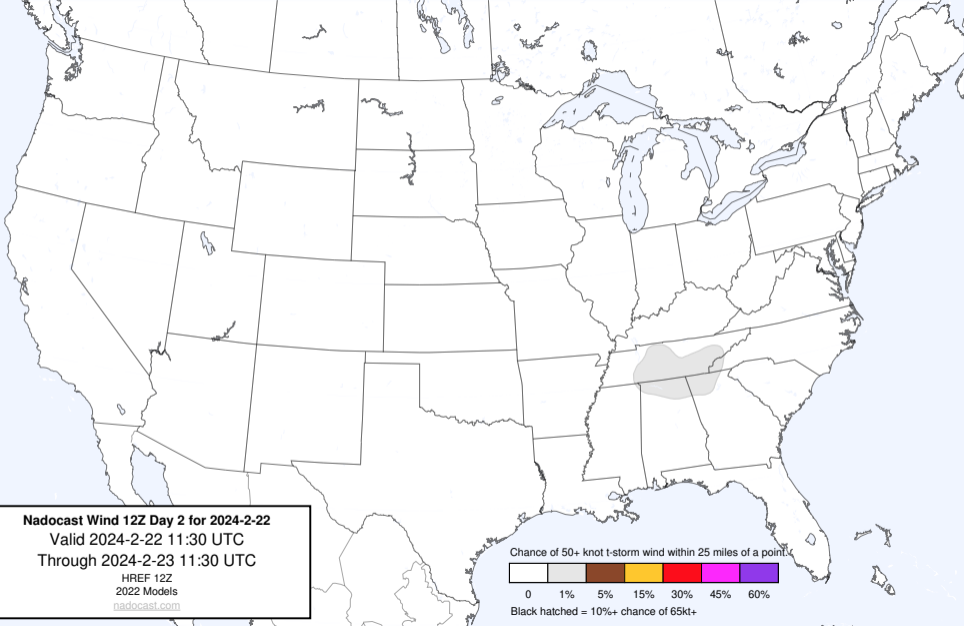 Nadocast Wind 12Z Day 2 for 2024-2-22
Valid 2024-2-22 11:30 UTC
Through 2024-2-23 11:30 UTC
HREF 12Z
2022 Models
nadocast.com
Chance of 50+ knot t-storm wind within 25 miles of a point.
0 1% 5% 15% 30% 45% 60%
Black hatched = 10%+ chance of 65kt+